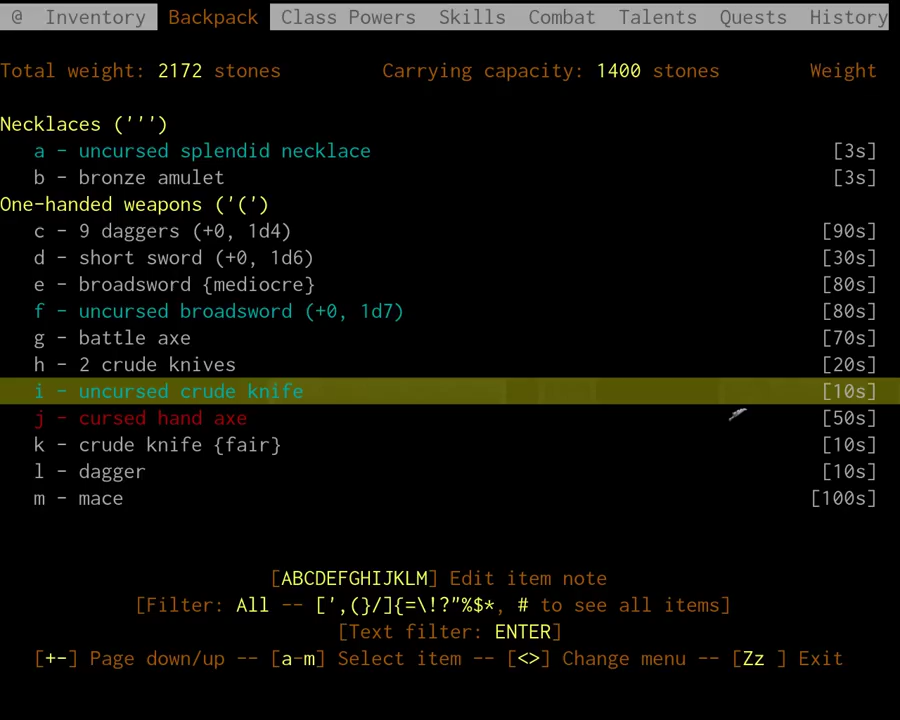 @ Inventory Backpack Class Powers Skills Combat Talents Quests History
Total weight: 2172 stones Carrying capacity: 1400 stones Weight
Necklaces (''')
a - uncursed splendid necklace [3s]
b - bronze amulet [3s]
One-handed weapons ('(')
c - 9 daggers (+0, 1d4) [90s]
d - short sword (+0, 1d6) [30s]
e - broadsword {mediocre} [80s]
f - uncursed broadsword (+0, 1d7) [80s]
g - battle axe [70s]
h - 2 crude knives [20s]
i - uncursed crude knife [10s]
j - cursed hand axe [50s]
k - crude knife {fair} [10s]
l - dagger [10s]
m - mace [100s]
[ABCDEFGHIJKLM] Edit item note
[Filter: All -- [',(}/]{=\!?"%$*, # to see all items]
[Text filter: ENTER]
[+-] Page down/up -- [a-m] Select item -- [<>] Change menu -- [Zz ] Exit